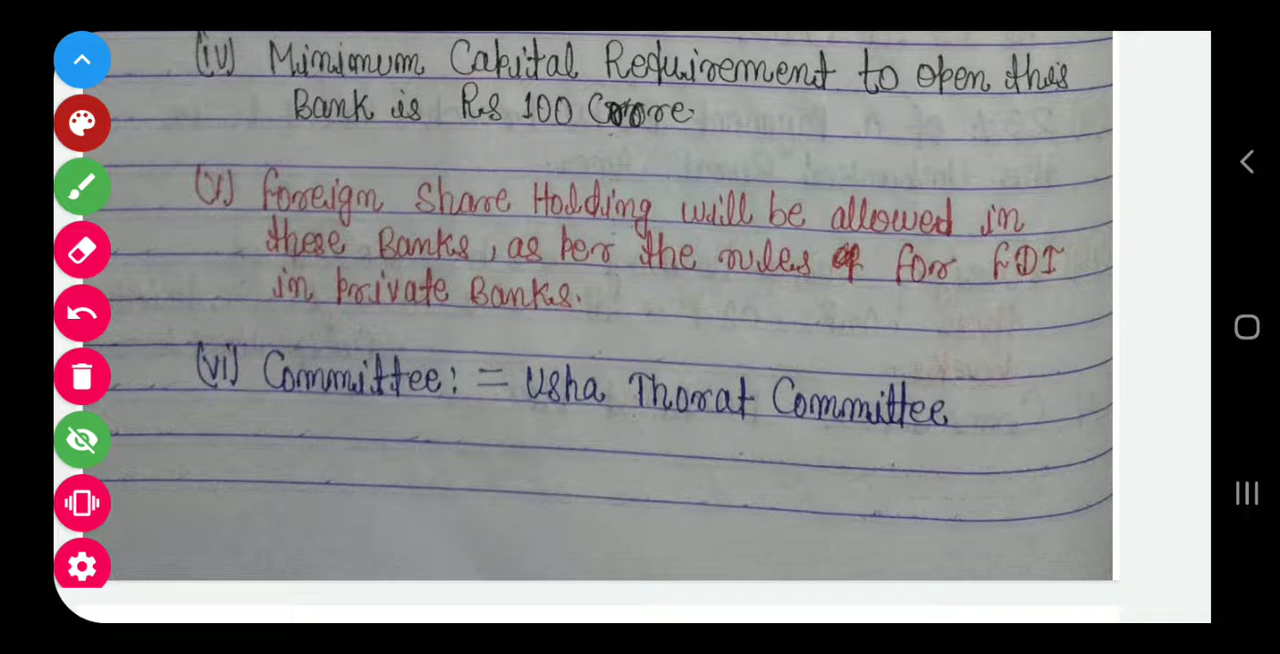 (iv) Minimum Capital Requirement to open this
Bank is Rs 100 Crore
(v) Foreign Share Holding will be allowed in
these Banks, as per the rules of for FDI
in private Banks.
(vi) Committee: = Usha Thorat Committee